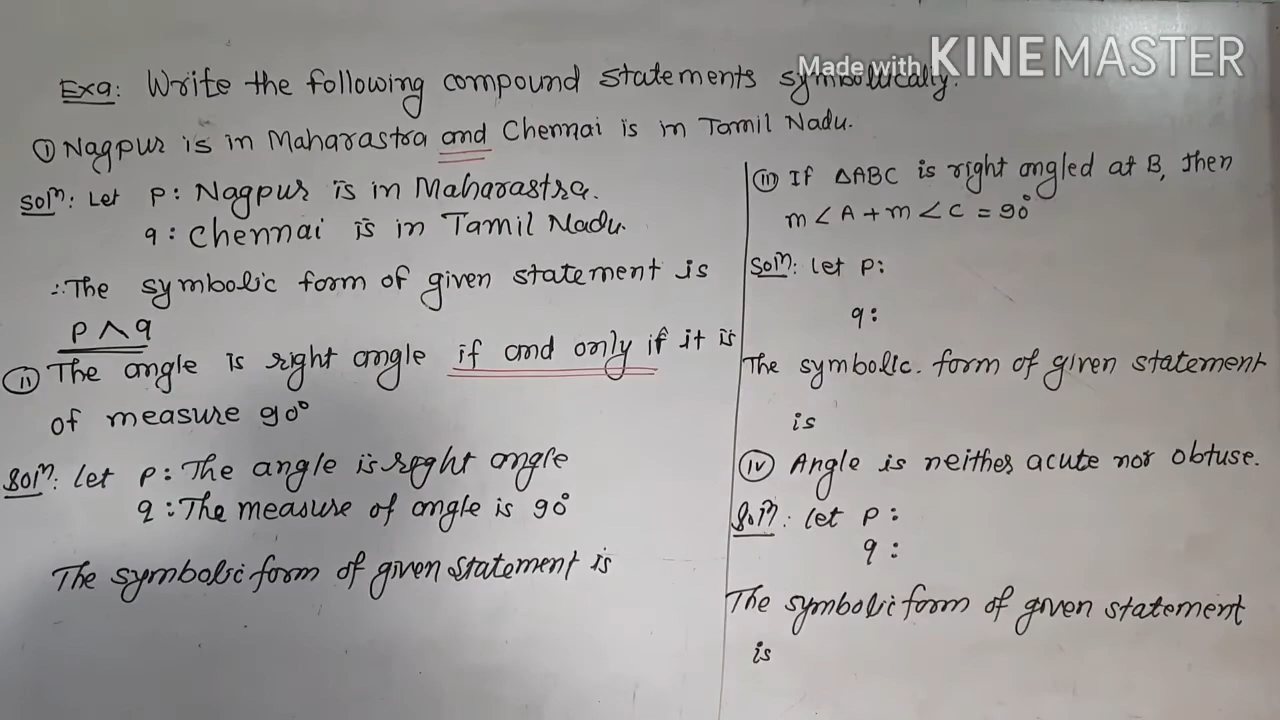 Made with KINEMASTER
Exa: Write the following compound statements symbolically.
① Nagpur is in Maharastra and Chennai is in Tamil Nadu.
Solⁿ: Let p: Nagpur is in Maharastra.
q: Chennai is in Tamil Nadu.
∴ The symbolic form of given statement is
p ∧ q
ⓘⓘ The angle is right angle if and only if it is
of measure 90°
Solⁿ: let p: The angle is right angle
q: The measure of angle is 90°
The symbolic form of given statement is
ⓘⓘⓘ If △ABC is right angled at B, then
m∠A + m∠C = 90°
Solⁿ: let p:
q:
The symbolic. form of given statement
is
ⓘⓥ Angle is neither acute nor obtuse.
Solⁿ: let p:
q:
The symbolic form of given statement
is